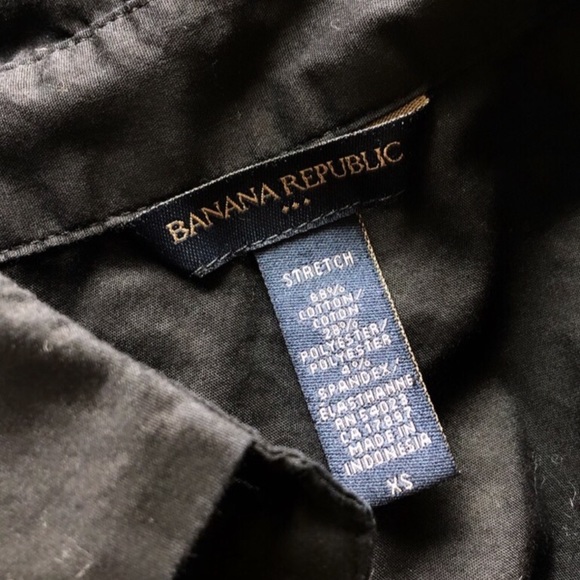 BANANA REPUBLIC
STRETCH
68%
COTTON/
COTON
28%
POLYESTER/
POLYESTER
4%
SPANDEX/
ELASTHANNE
RN 54023
CA 17897
MADE IN
INDONESIA
XS